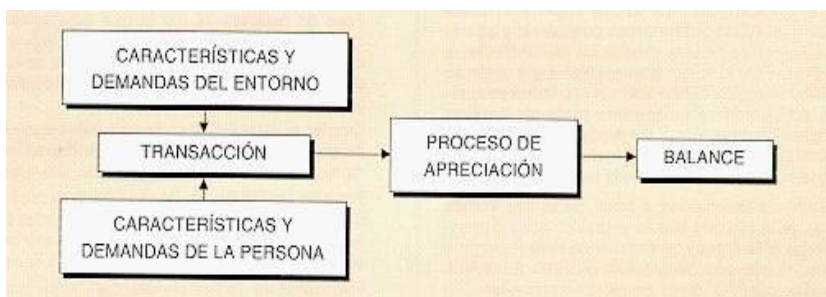 CARACTERÍSTICAS Y
DEMANDAS DEL ENTORNO
TRANSACCIÓN
PROCESO DE
APRECIACIÓN
BALANCE
CARACTERÍSTICAS Y
DEMANDAS DE LA PERSONA